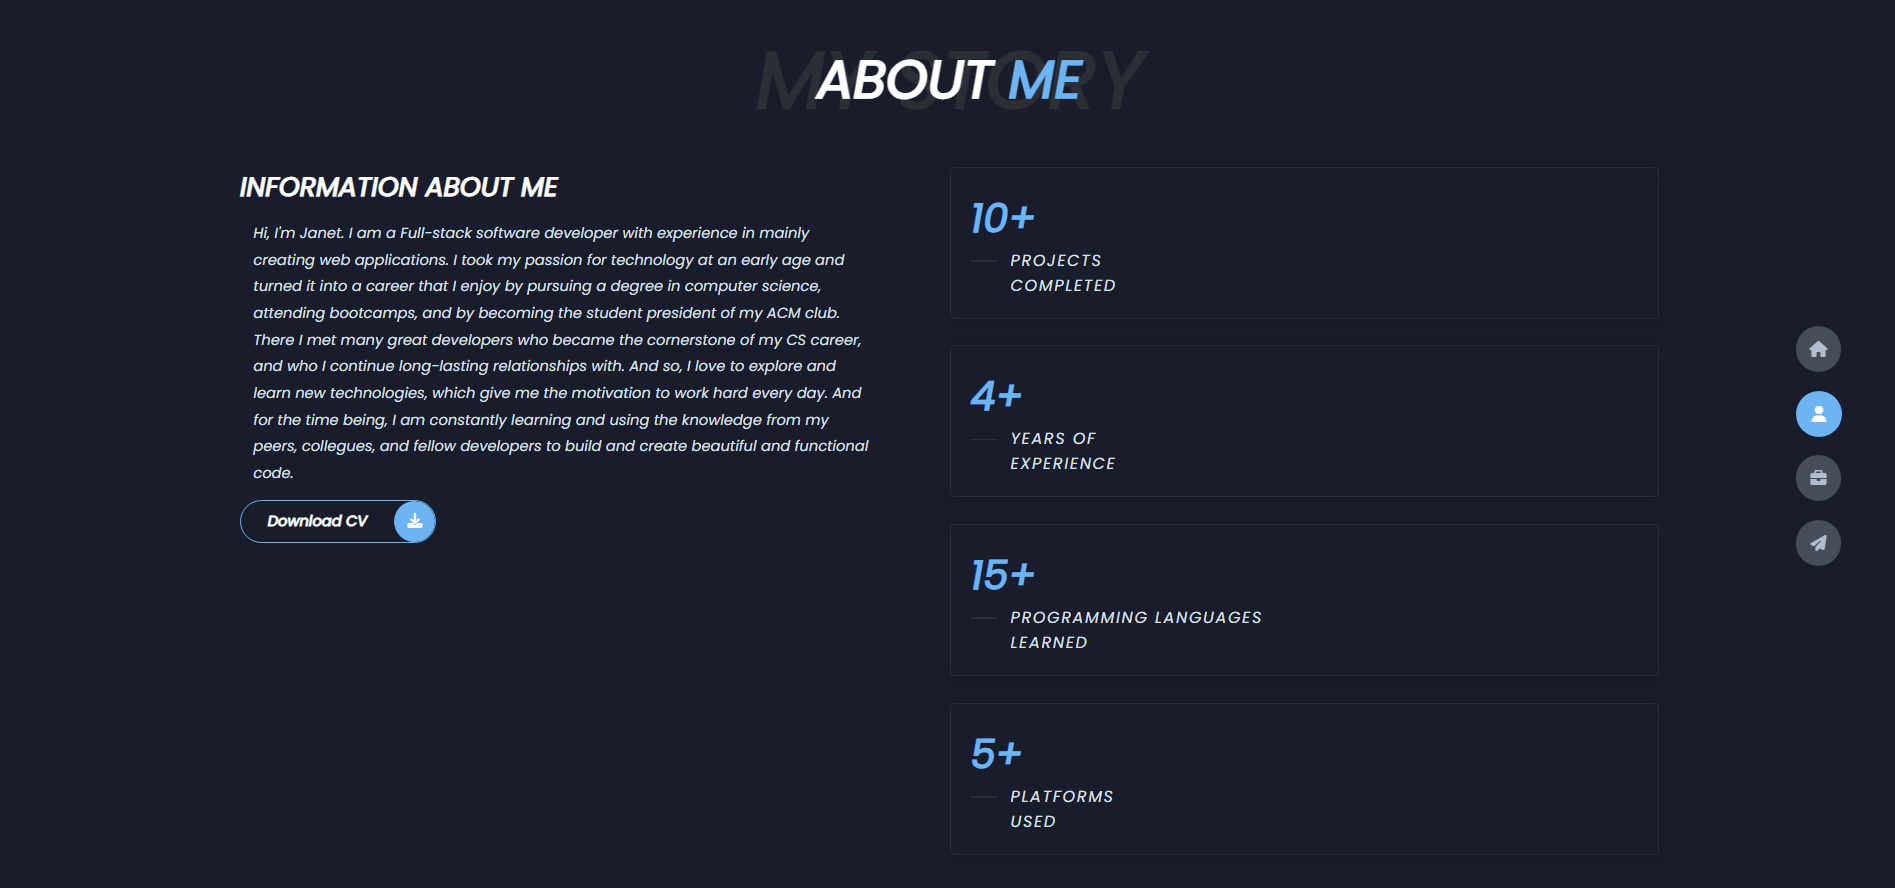 MY STORY
ABOUT ME
INFORMATION ABOUT ME
Hi, I'm Janet. I am a Full-stack software developer with experience in mainly
creating web applications. I took my passion for technology at an early age and
turned it into a career that I enjoy by pursuing a degree in computer science,
attending bootcamps, and by becoming the student president of my ACM club.
There I met many great developers who became the cornerstone of my CS career,
and who I continue long-lasting relationships with. And so, I love to explore and
learn new technologies, which give me the motivation to work hard every day. And
for the time being, I am constantly learning and using the knowledge from my
peers, collegues, and fellow developers to build and create beautiful and functional
code.
Download CV
10+
PROJECTS
COMPLETED
4+
YEARS OF
EXPERIENCE
15+
PROGRAMMING LANGUAGES
LEARNED
5+
PLATFORMS
USED